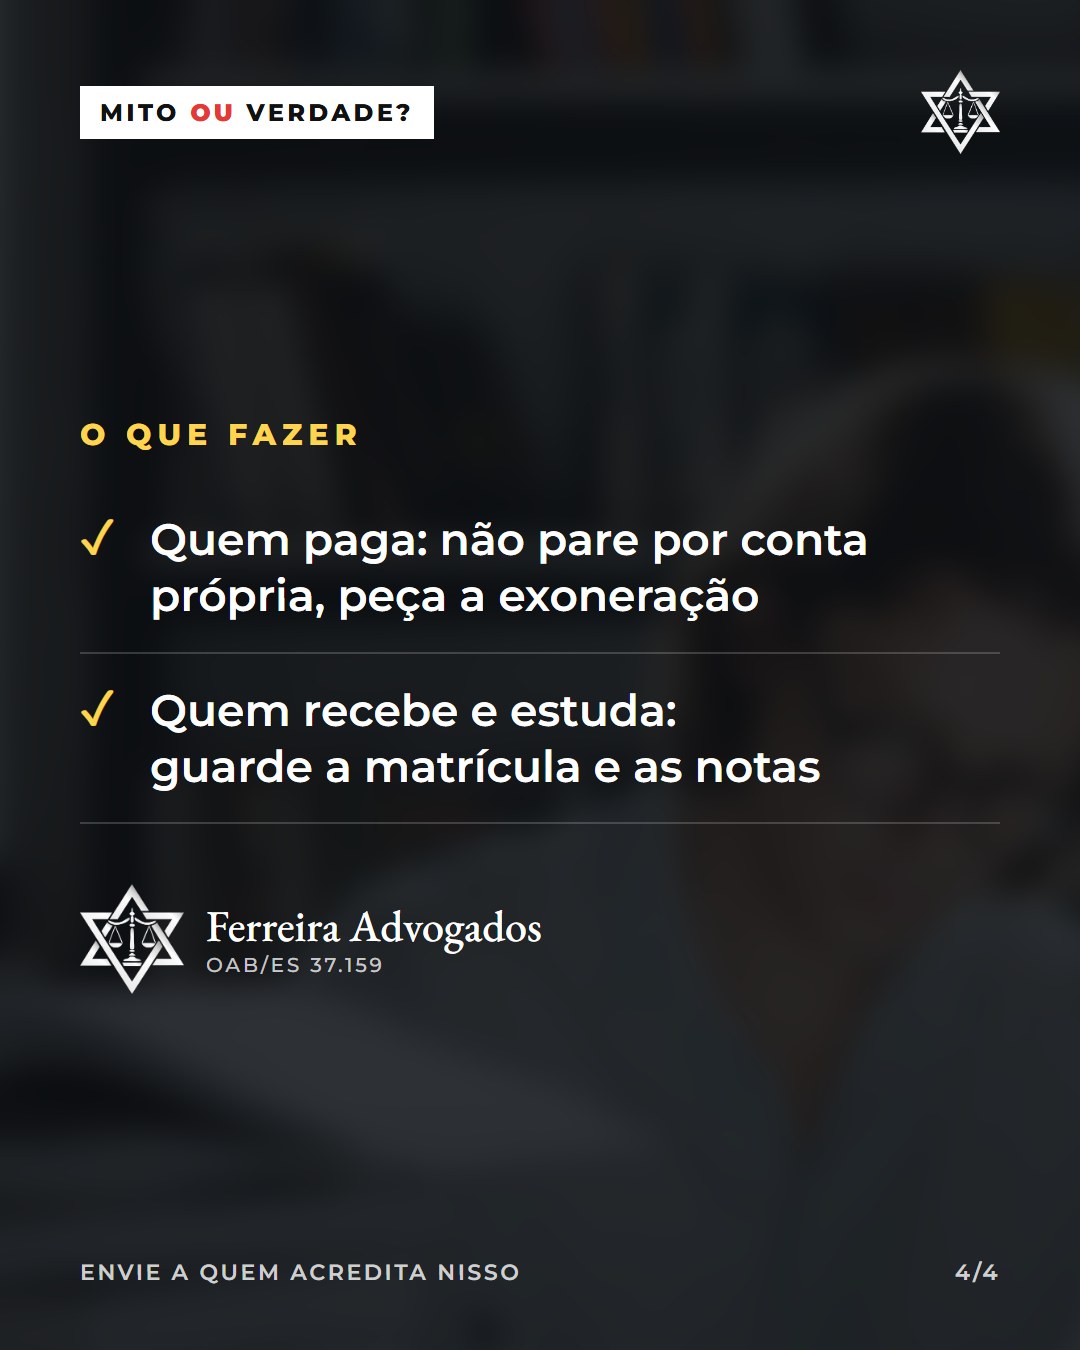 MITO OU VERDADE?
O QUE FAZER
✓ Quem paga: não pare por conta
própria, peça a exoneração
✓ Quem recebe e estuda:
guarde a matrícula e as notas
Ferreira Advogados
OAB/ES 37.159
ENVIE A QUEM ACREDITA NISSO
4/4